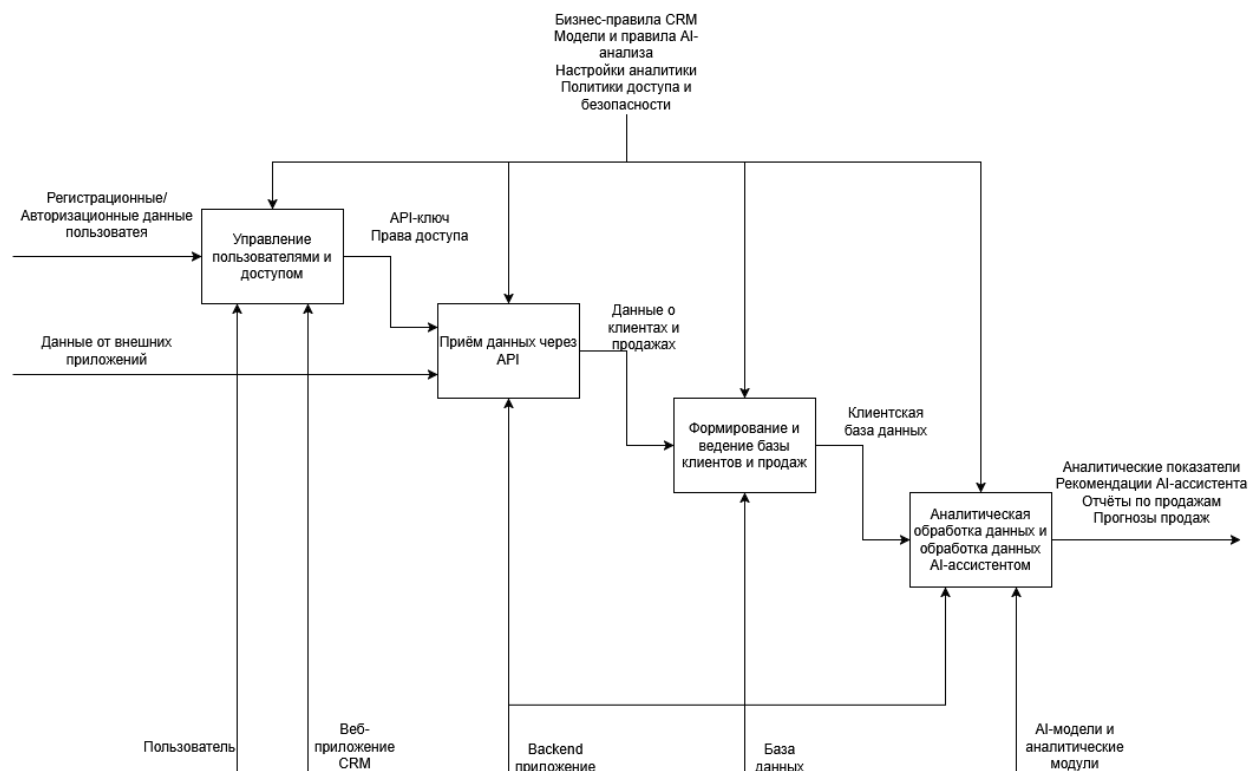 Бизнес-правила CRM
Модели и правила AI-
анализа
Настройки аналитики
Политики доступа и
безопасности
Регистрационные/
Авторизационные данные
пользователя
Управление
пользователями и
доступом
API-ключ
Права доступа
Данные от внешних
приложений
Приём данных через
API
Данные о
клиентах и
продажах
Формирование и
ведение базы
клиентов и продаж
Клиентская
база данных
Аналитическая
обработка данных и
обработка данных
AI-ассистентом
Аналитические показатели
Рекомендации AI-ассистента
Отчёты по продажам
Прогнозы продаж
Пользователь
Веб-
приложение
CRM
Backend
приложение
База
данных
AI-модели и
аналитические
модули